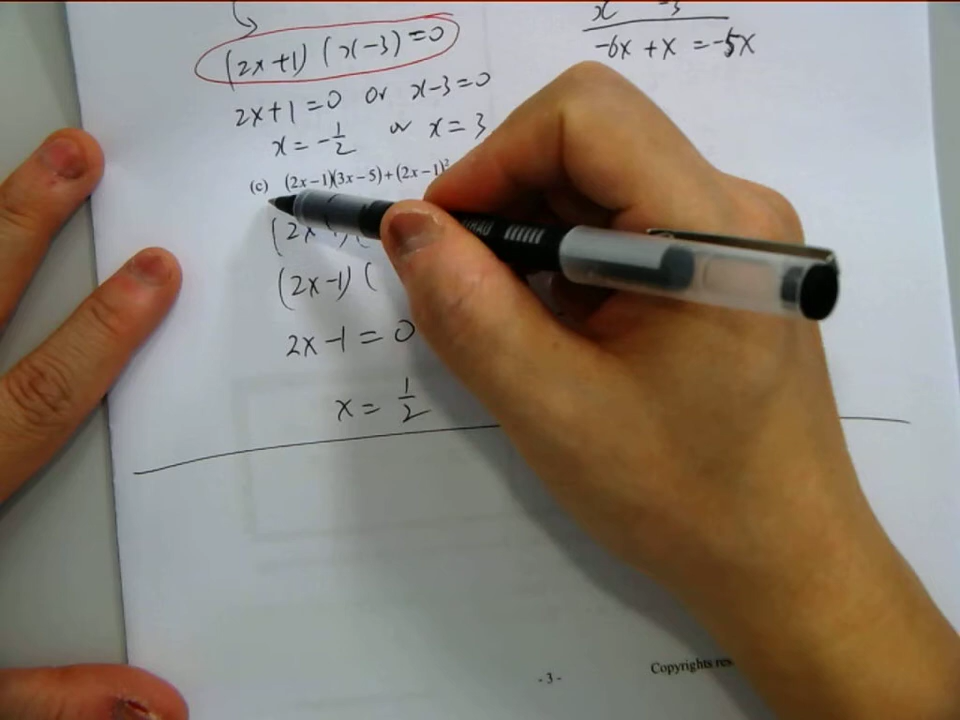 (2x+1) (x-3) = 0
x -3
-6x + x = -5x
2x+1 = 0 or x-3=0
x = -1/2 or x = 3
(c) (2x-1)(3x-5)+(2x-1)²
(2x
(2x-1) (
2x-1 = 0
x = 1/2
- 3 -
Copyrights